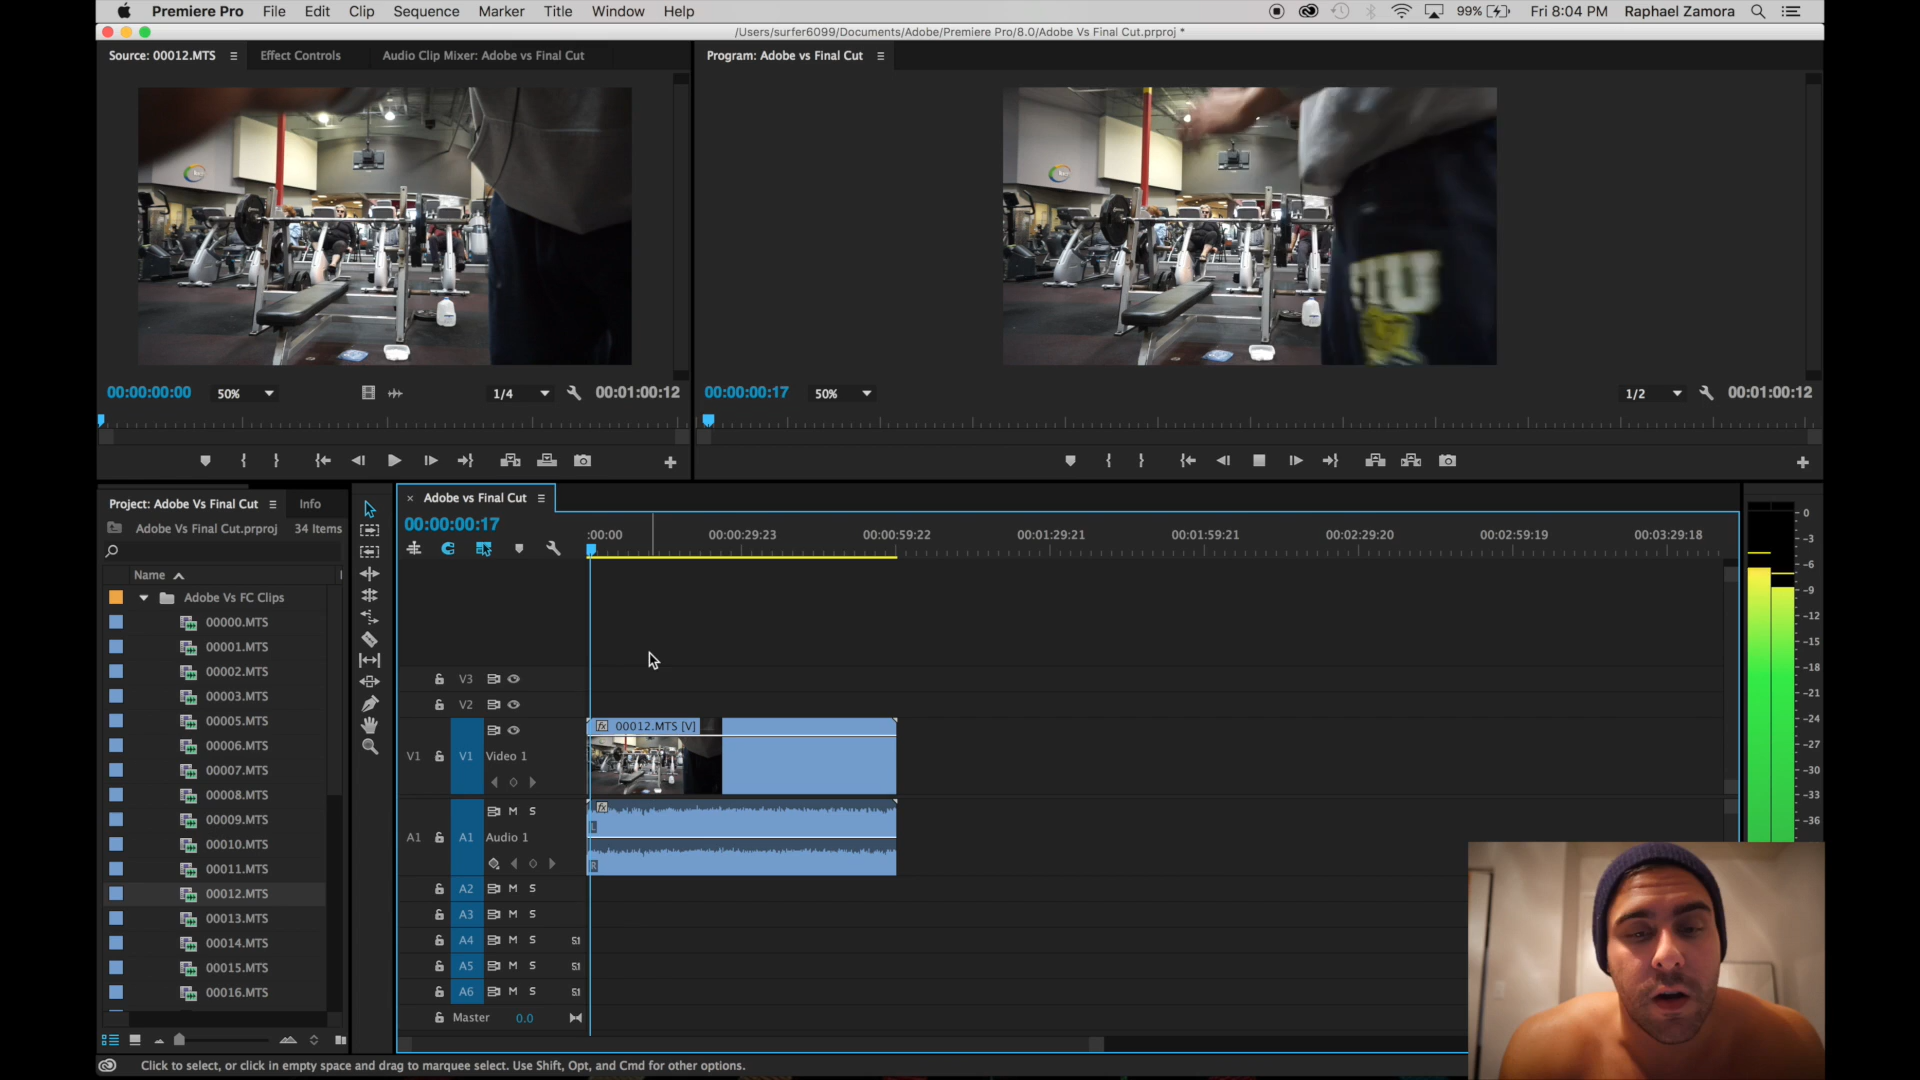 Premiere Pro File Edit Clip Sequence Marker Title Window Help 99% Fri 8:04 PM Raphael Zamora
/Users/surfer6099/Documents/Adobe/Premiere Pro/8.0/Adobe Vs Final Cut.prproj *
Source: 00012.MTS Effect Controls Audio Clip Mixer: Adobe vs Final Cut
Program: Adobe vs Final Cut
00:00:00:00 50% 1/4 00:01:00:12
00:00:00:17 50% 1/2 00:01:00:12
Project: Adobe Vs Final Cut Info
Adobe Vs Final Cut.prproj 34 Items
Name
Adobe Vs FC Clips
00000.MTS
00001.MTS
00002.MTS
00003.MTS
00005.MTS
00006.MTS
00007.MTS
00008.MTS
00009.MTS
00010.MTS
00011.MTS
00012.MTS
00013.MTS
00014.MTS
00015.MTS
00016.MTS
× Adobe vs Final Cut
00:00:00:17
:00:00 00:00:29:23 00:00:59:22 00:01:29:21 00:01:59:21 00:02:29:20 00:02:59:19 00:03:29:18
V3
V2
fx 00012.MTS [V]
V1 V1 Video 1
M S fx
A1 A1 Audio 1 L
R
A2 M S
A3 M S
A4 M S 5.1
A5 M S 5.1
A6 M S 5.1
Master 0.0
0
-3
-6
-9
-12
-15
-18
-21
-24
-27
-30
-33
-36
Click to select, or click in empty space and drag to marquee select. Use Shift, Opt, and Cmd for other options.